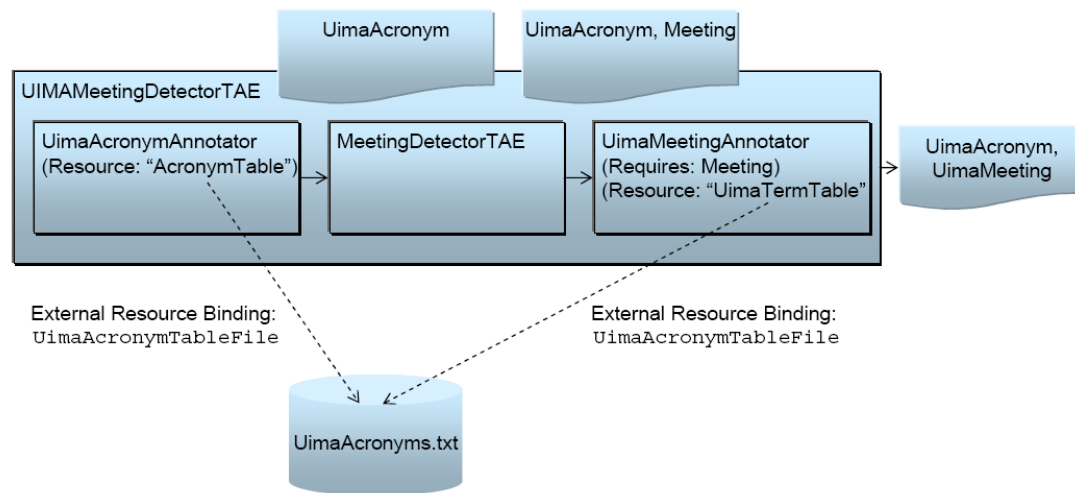 UimaAcronym
UimaAcronym, Meeting
UIMAMeetingDetectorTAE
UimaAcronymAnnotator
(Resource: “AcronymTable”)
MeetingDetectorTAE
UimaMeetingAnnotator
(Requires: Meeting)
(Resource: “UimaTermTable”
UimaAcronym,
UimaMeeting
External Resource Binding:
UimaAcronymTableFile
External Resource Binding:
UimaAcronymTableFile
UimaAcronyms.txt